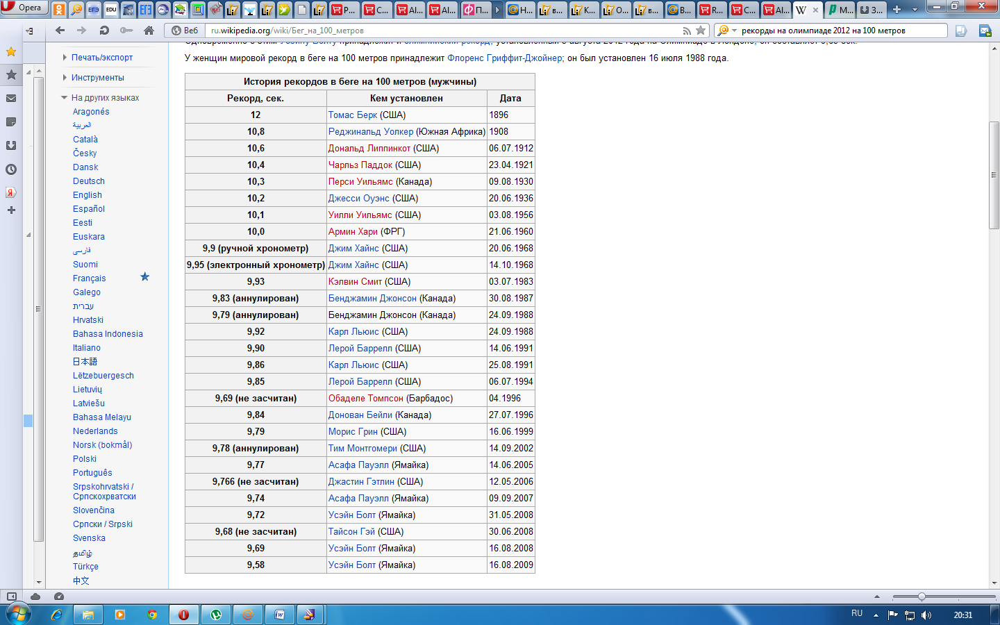 Opera
EDU
Р...
С...
Al...
Al...
П...
Н...
в...
К...
О...
в...
В...
R...
С...
Al...
М...
З...
Веб
ru.wikipedia.org/wiki/Бег_на_100_метров
рекорды на олимпиаде 2012 на 100 метров
У женщин мировой рекорд в беге на 100 метров принадлежит Флоренс Гриффит-Джойнер; он был установлен 16 июля 1988 года.
Печать/экспорт
Инструменты
На других языках
Aragonés
العربية
Català
Česky
Dansk
Deutsch
English
Español
Eesti
Euskara
فارسی
Suomi
Français
Galego
עברית
Hrvatski
Bahasa Indonesia
Italiano
日本語
Lëtzebuergesch
Lietuvių
Latviešu
Bahasa Melayu
Nederlands
Norsk (bokmål)
Polski
Português
Srpskohrvatski /
Српскохрватски
Slovenčina
Српски / Srpski
Svenska
தமிழ்
Türkçe
中文
История рекордов в беге на 100 метров (мужчины)
Рекорд, сек. Кем установлен Дата
12 Томас Берк (США) 1896
10,8 Реджинальд Уолкер (Южная Африка) 1908
10,6 Дональд Липпинкот (США) 06.07.1912
10,4 Чарльз Паддок (США) 23.04.1921
10,3 Перси Уильямс (Канада) 09.08.1930
10,2 Джесси Оуэнс (США) 20.06.1936
10,1 Уилли Уильямс (США) 03.08.1956
10,0 Армин Хари (ФРГ) 21.06.1960
9,9 (ручной хронометр) Джим Хайнс (США) 20.06.1968
9,95 (электронный хронометр) Джим Хайнс (США) 14.10.1968
9,93 Кэлвин Смит (США) 03.07.1983
9,83 (аннулирован) Бенджамин Джонсон (Канада) 30.08.1987
9,79 (аннулирован) Бенджамин Джонсон (Канада) 24.09.1988
9,92 Карл Льюис (США) 24.09.1988
9,90 Лерой Баррелл (США) 14.06.1991
9,86 Карл Льюис (США) 25.08.1991
9,85 Лерой Баррелл (США) 06.07.1994
9,69 (не засчитан) Обаделе Томпсон (Барбадос) 04.1996
9,84 Донован Бейли (Канада) 27.07.1996
9,79 Морис Грин (США) 16.06.1999
9,78 (аннулирован) Тим Монтгомери (США) 14.09.2002
9,77 Асафа Пауэлл (Ямайка) 14.06.2005
9,766 (не засчитан) Джастин Гэтлин (США) 12.05.2006
9,74 Асафа Пауэлл (Ямайка) 09.09.2007
9,72 Усэйн Болт (Ямайка) 31.05.2008
9,68 (не засчитан) Тайсон Гэй (США) 30.06.2008
9,69 Усэйн Болт (Ямайка) 16.08.2008
9,58 Усэйн Болт (Ямайка) 16.08.2009
RU
20:31